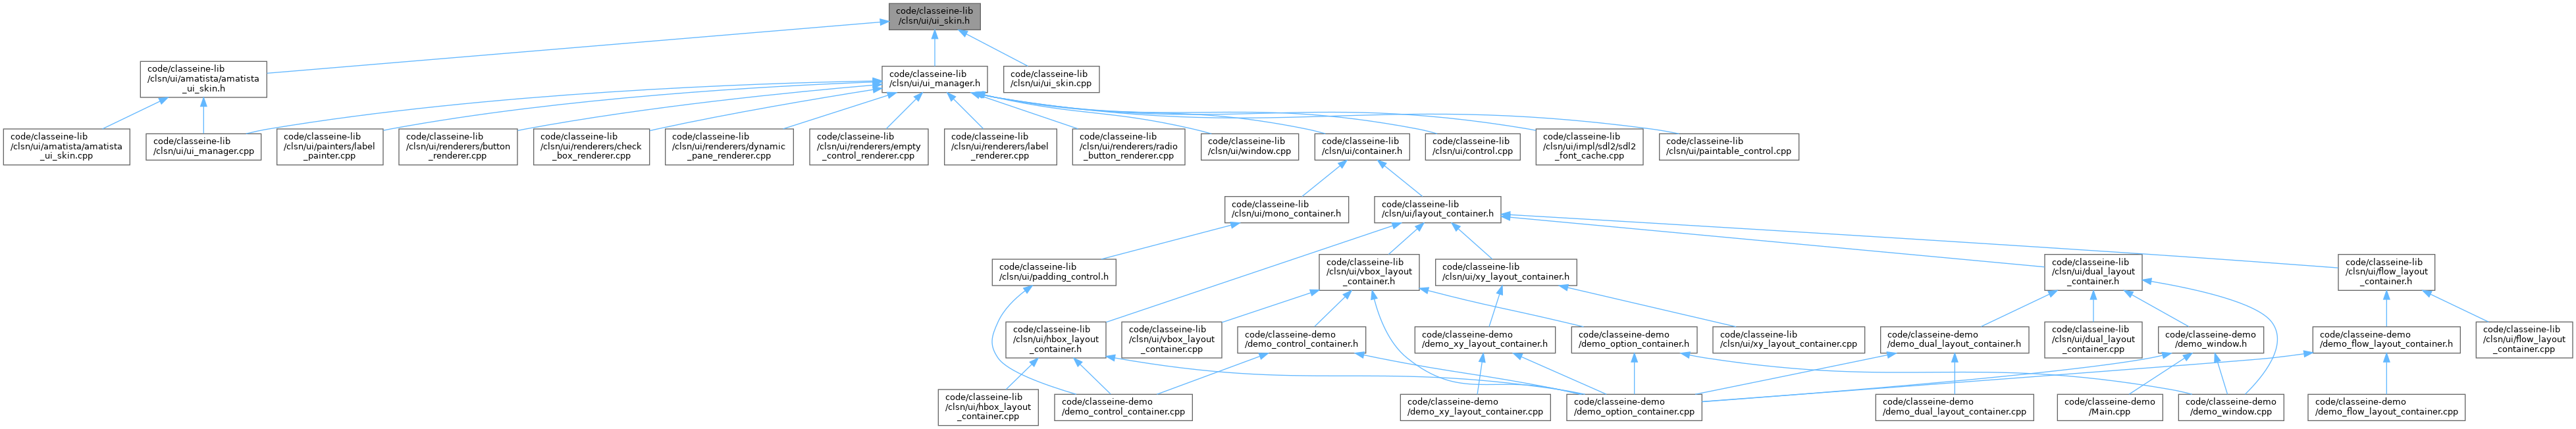 code/classeine-lib
/clsn/ui/ui_skin.h
code/classeine-lib
/clsn/ui/amatista/amatista
_ui_skin.h
code/classeine-lib
/clsn/ui/ui_manager.h
code/classeine-lib
/clsn/ui/ui_skin.cpp
code/classeine-lib
/clsn/ui/amatista/amatista
_ui_skin.cpp
code/classeine-lib
/clsn/ui/ui_manager.cpp
code/classeine-lib
/clsn/ui/painters/label
_painter.cpp
code/classeine-lib
/clsn/ui/renderers/button
_renderer.cpp
code/classeine-lib
/clsn/ui/renderers/check
_box_renderer.cpp
code/classeine-lib
/clsn/ui/renderers/dynamic
_pane_renderer.cpp
code/classeine-lib
/clsn/ui/renderers/empty
_control_renderer.cpp
code/classeine-lib
/clsn/ui/renderers/label
_renderer.cpp
code/classeine-lib
/clsn/ui/renderers/radio
_button_renderer.cpp
code/classeine-lib
/clsn/ui/window.cpp
code/classeine-lib
/clsn/ui/container.h
code/classeine-lib
/clsn/ui/control.cpp
code/classeine-lib
/clsn/ui/impl/sdl2/sdl2
_font_cache.cpp
code/classeine-lib
/clsn/ui/paintable_control.cpp
code/classeine-lib
/clsn/ui/mono_container.h
code/classeine-lib
/clsn/ui/layout_container.h
code/classeine-lib
/clsn/ui/padding_control.h
code/classeine-lib
/clsn/ui/vbox_layout
_container.h
code/classeine-lib
/clsn/ui/xy_layout_container.h
code/classeine-lib
/clsn/ui/dual_layout
_container.h
code/classeine-lib
/clsn/ui/flow_layout
_container.h
code/classeine-lib
/clsn/ui/hbox_layout
_container.h
code/classeine-lib
/clsn/ui/vbox_layout
_container.cpp
code/classeine-demo
/demo_control_container.h
code/classeine-demo
/demo_xy_layout_container.h
code/classeine-demo
/demo_option_container.h
code/classeine-lib
/clsn/ui/xy_layout_container.cpp
code/classeine-demo
/demo_dual_layout_container.h
code/classeine-lib
/clsn/ui/dual_layout
_container.cpp
code/classeine-demo
/demo_window.h
code/classeine-demo
/demo_flow_layout_container.h
code/classeine-lib
/clsn/ui/flow_layout
_container.cpp
code/classeine-lib
/clsn/ui/hbox_layout
_container.cpp
code/classeine-demo
/demo_control_container.cpp
code/classeine-demo
/demo_xy_layout_container.cpp
code/classeine-demo
/demo_option_container.cpp
code/classeine-demo
/demo_dual_layout_container.cpp
code/classeine-demo
/Main.cpp
code/classeine-demo
/demo_window.cpp
code/classeine-demo
/demo_flow_layout_container.cpp